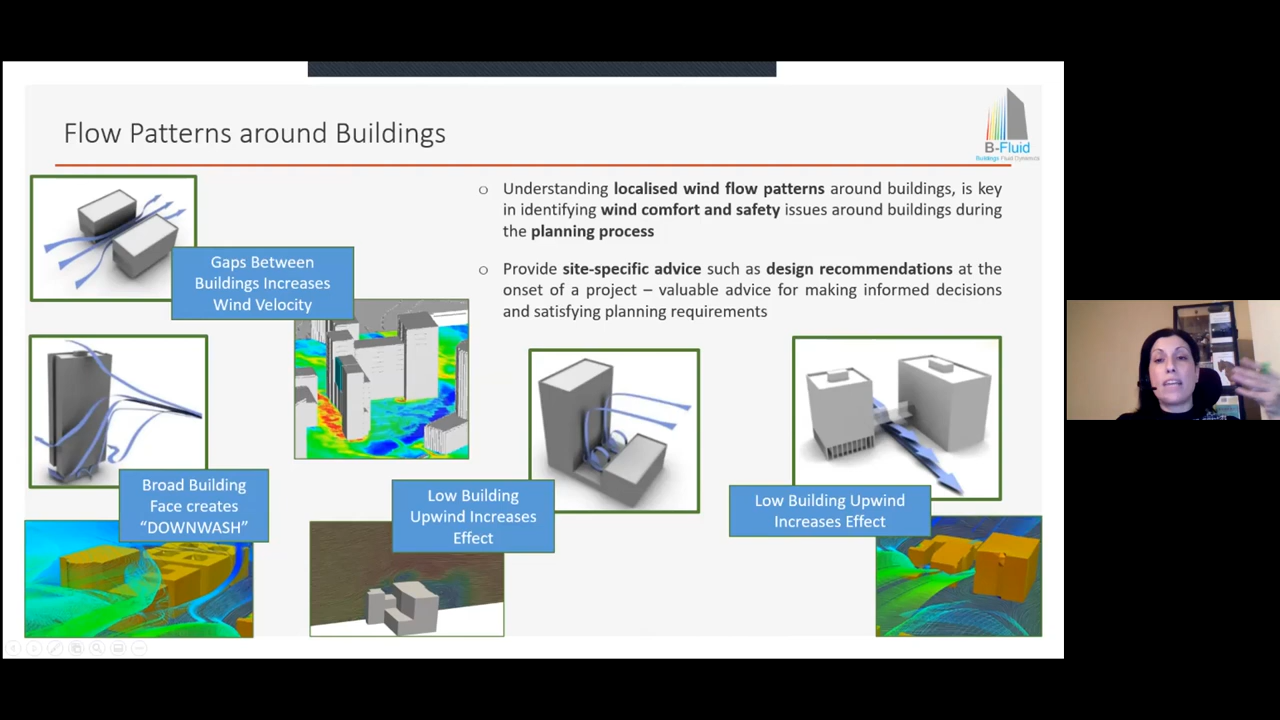 Flow Patterns around Buildings
B-Fluid
Buildings Fluid Dynamics
○ Understanding localised wind flow patterns around buildings, is key
in identifying wind comfort and safety issues around buildings during
the planning process
○ Provide site-specific advice such as design recommendations at the
onset of a project – valuable advice for making informed decisions
and satisfying planning requirements
Gaps Between
Buildings Increases
Wind Velocity
Broad Building
Face creates
“DOWNWASH”
Low Building
Upwind Increases
Effect
Low Building Upwind
Increases Effect